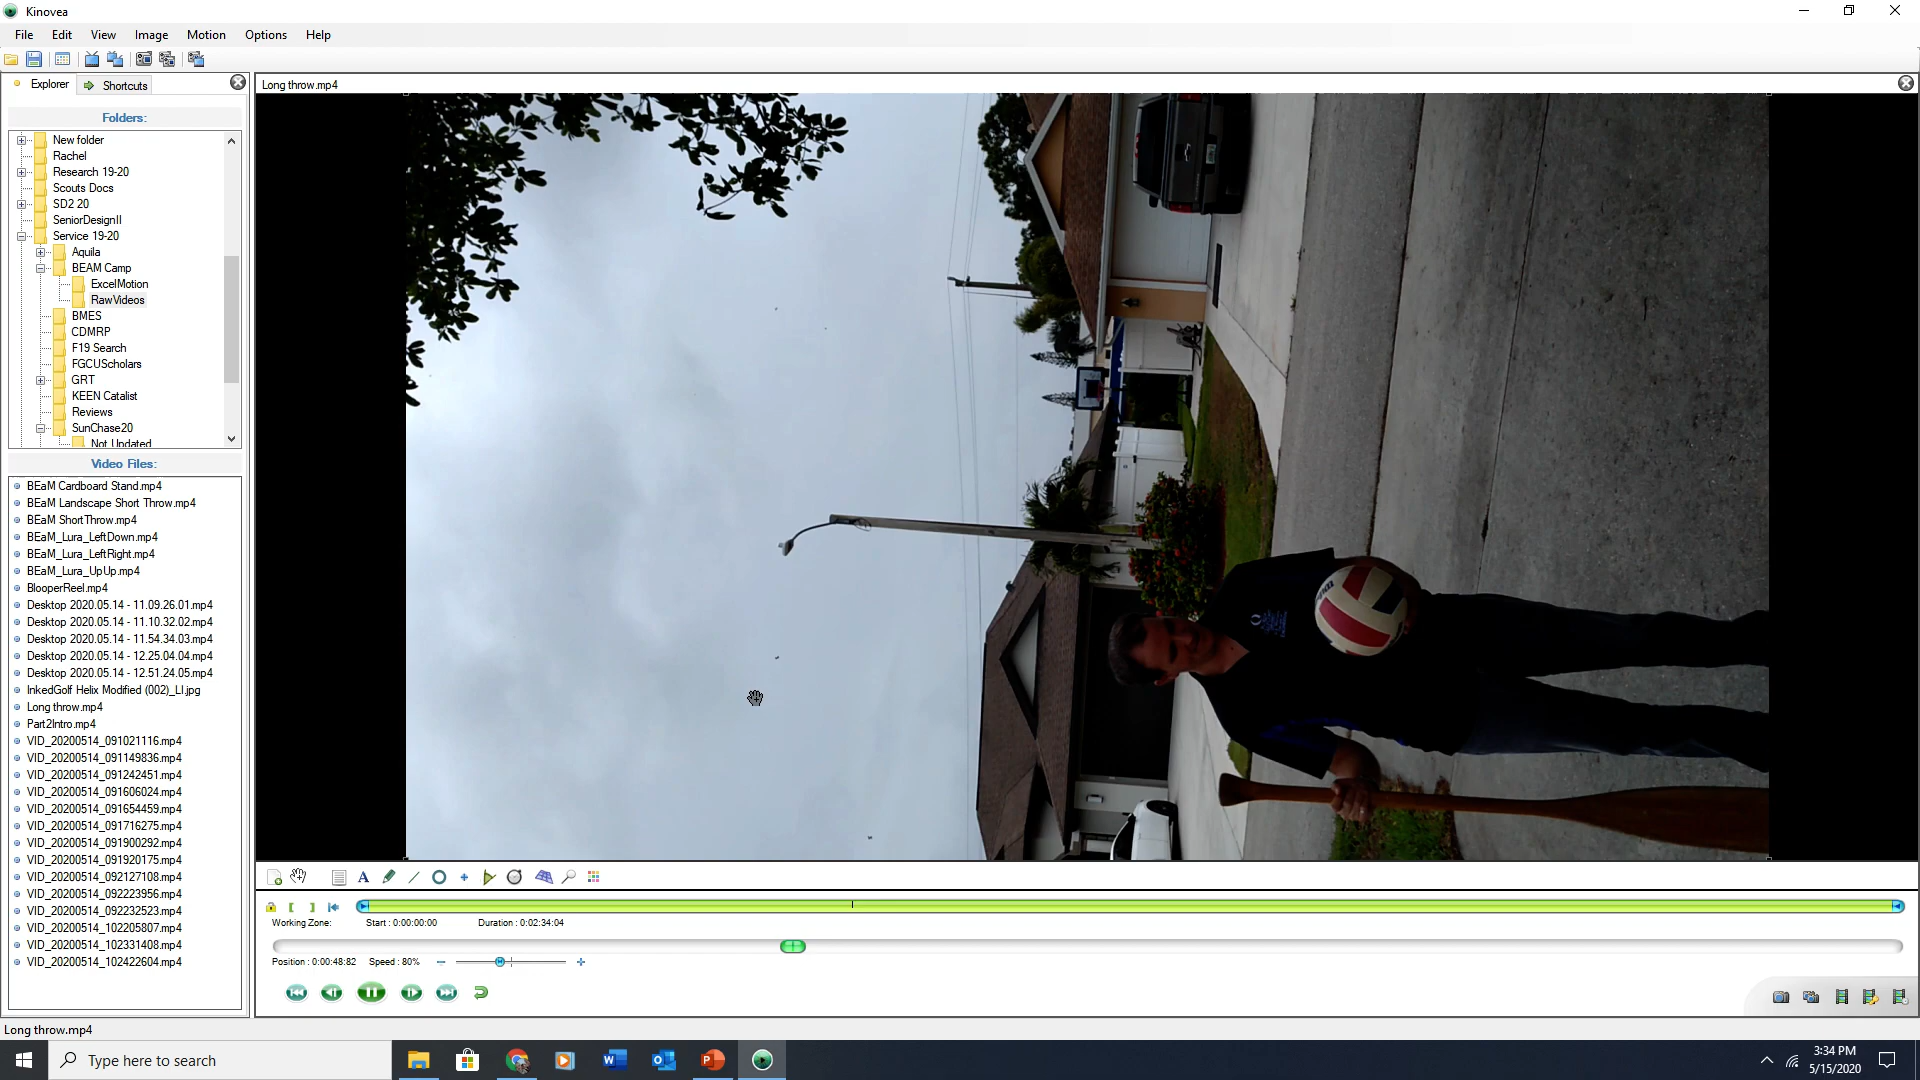 Kinovea
File Edit View Image Motion Options Help
Explorer Shortcuts
Long throw.mp4
Folders:
New folder
Rachel
Research 19-20
Scouts Docs
SD2 20
SeniorDesignII
Service 19-20
Aquila
BEAM Camp
ExcelMotion
RawVideos
BMES
CDMRP
F19 Search
FGCUScholars
GRT
KEEN Catalist
Reviews
SunChase20
Not Updated
Video Files:
BEaM Cardboard Stand.mp4
BEaM Landscape Short Throw.mp4
BEaM ShortThrow.mp4
BEaM_Lura_LeftDown.mp4
BEaM_Lura_LeftRight.mp4
BEaM_Lura_UpUp.mp4
BlooperReel.mp4
Desktop 2020.05.14 - 11.09.26.01.mp4
Desktop 2020.05.14 - 11.10.32.02.mp4
Desktop 2020.05.14 - 11.54.34.03.mp4
Desktop 2020.05.14 - 12.25.04.04.mp4
Desktop 2020.05.14 - 12.51.24.05.mp4
InkedGolf Helix Modified (002)_LI.jpg
Long throw.mp4
Part2Intro.mp4
VID_20200514_091021116.mp4
VID_20200514_091149836.mp4
VID_20200514_091242451.mp4
VID_20200514_091606024.mp4
VID_20200514_091654459.mp4
VID_20200514_091716275.mp4
VID_20200514_091900292.mp4
VID_20200514_091920175.mp4
VID_20200514_092127108.mp4
VID_20200514_092223956.mp4
VID_20200514_092232523.mp4
VID_20200514_102205807.mp4
VID_20200514_102331408.mp4
VID_20200514_102422604.mp4
Working Zone: Start : 0:00:00:00 Duration : 0:02:34:04
Position : 0:00:48:82 Speed : 80%
Long throw.mp4
Type here to search
3:34 PM
5/15/2020